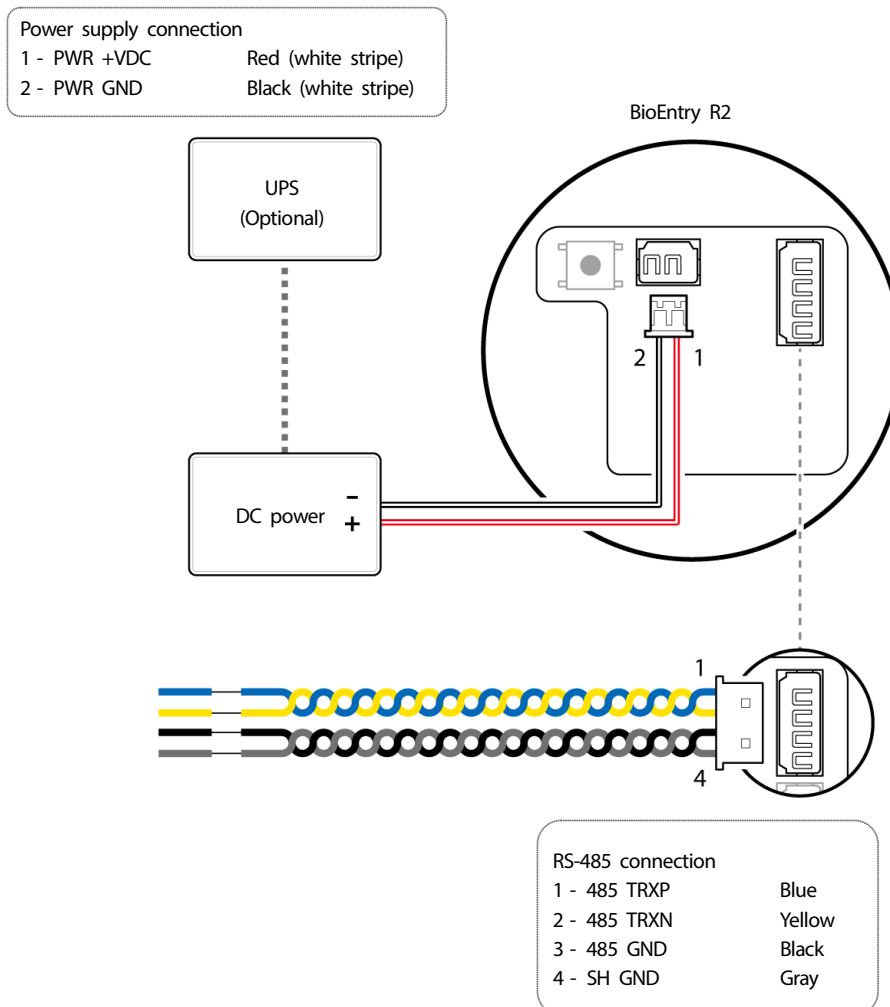 Power supply connection
1 - PWR +VDC Red (white stripe)
2 - PWR GND Black (white stripe)
BioEntry R2
UPS
(Optional)
2 1
DC power - +
1
4
RS-485 connection
1 - 485 TRXP Blue
2 - 485 TRXN Yellow
3 - 485 GND Black
4 - SH GND Gray